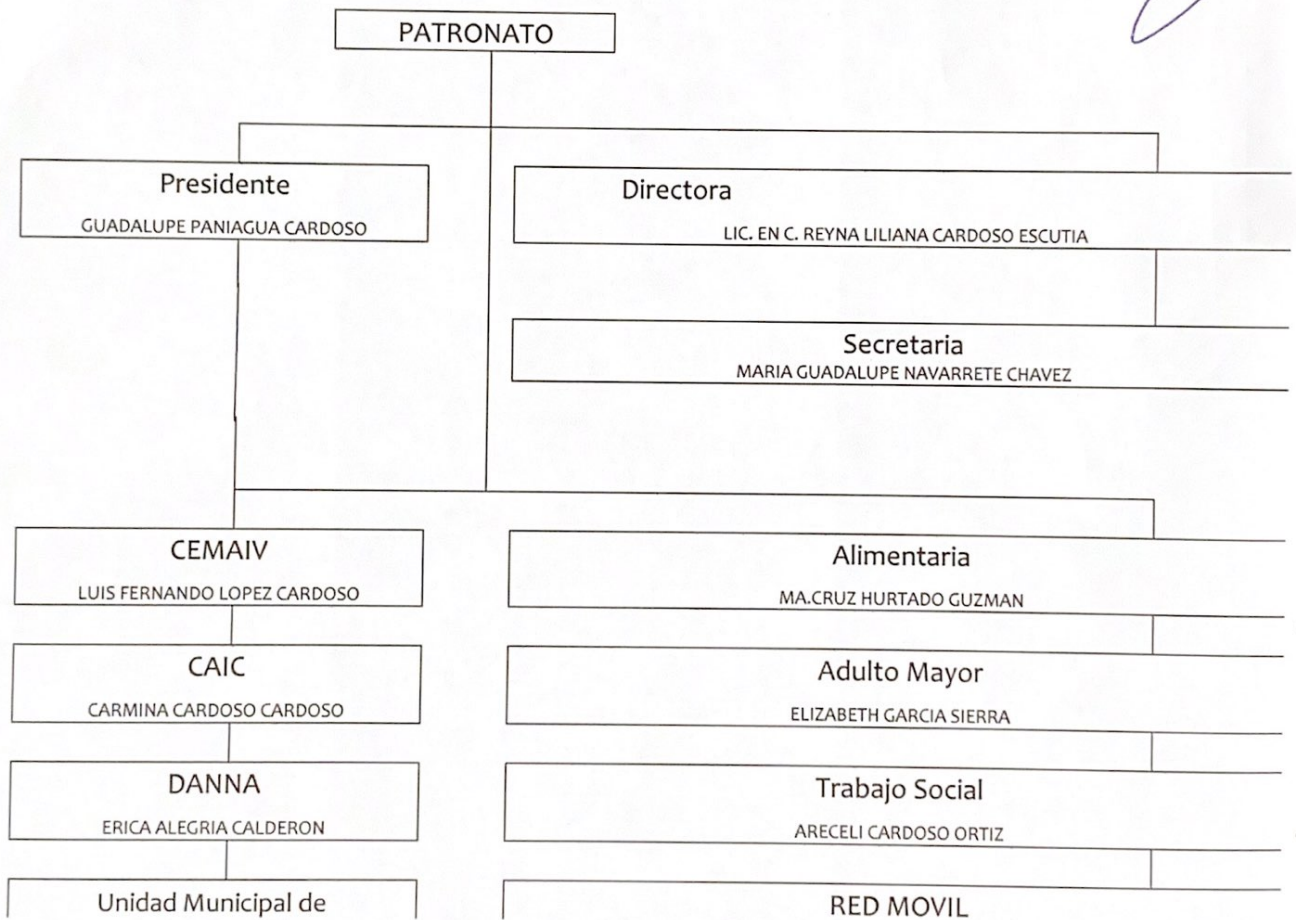 PATRONATO
Presidente
GUADALUPE PANIAGUA CARDOSO
Directora
LIC. EN C. REYNA LILIANA CARDOSO ESCUTIA
Secretaria
MARIA GUADALUPE NAVARRETE CHAVEZ
CEMAIV
LUIS FERNANDO LOPEZ CARDOSO
Alimentaria
MA.CRUZ HURTADO GUZMAN
CAIC
CARMINA CARDOSO CARDOSO
Adulto Mayor
ELIZABETH GARCIA SIERRA
DANNA
ERICA ALEGRIA CALDERON
Trabajo Social
ARECELI CARDOSO ORTIZ
Unidad Municipal de
RED MOVIL